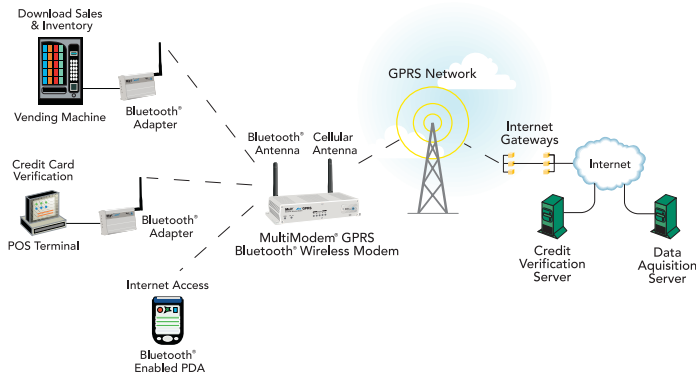 Download Sales
& Inventory
Vending Machine
Bluetooth®
Adapter
Credit Card
Verification
POS Terminal
Bluetooth®
Adapter
Internet Access
Bluetooth®
Enabled PDA
Bluetooth®
Antenna
Cellular
Antenna
GPRS
MultiModem® GPRS
Bluetooth® Wireless Modem
GPRS Network
Internet
Gateways
Internet
Credit
Verification
Server
Data
Aquisition
Server